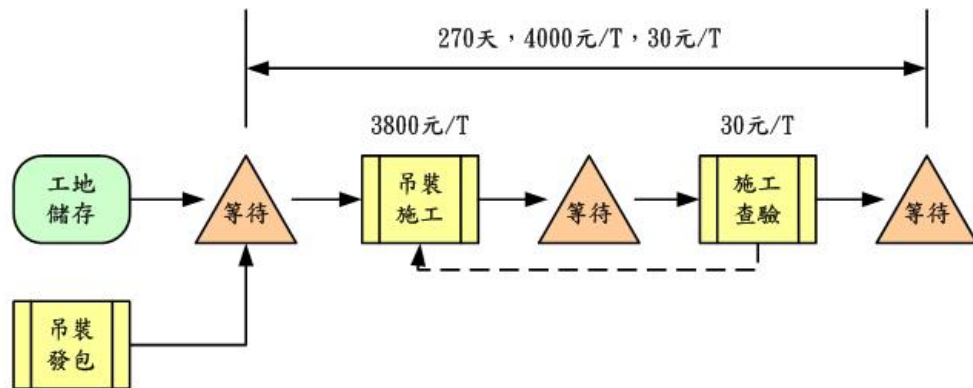 270天，4000元/T，30元/T
3800元/T
30元/T
工地
儲存
等待
吊裝
施工
等待
施工
查驗
等待
吊裝
發包